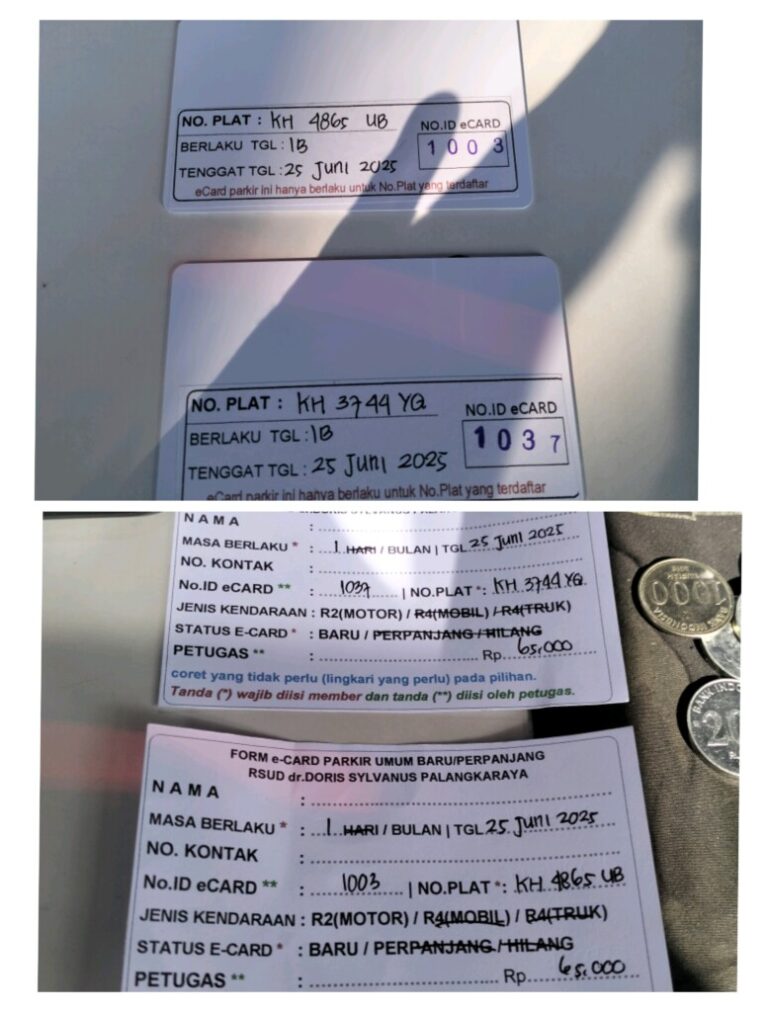 NO. PLAT : KH 4865 UB
NO.ID eCARD
BERLAKU TGL : 1B
1003
TENGGAT TGL : 25 Juni 2025
eCard parkir ini hanya berlaku untuk No.Plat yang terdaftar
NO. PLAT : KH 3744 YQ
NO.ID eCARD
BERLAKU TGL : 1B
1037
TENGGAT TGL : 25 Juni 2025
eCard parkir ini hanya berlaku untuk No.Plat yang terdaftar
NAMA :
MASA BERLAKU * : 1 HARI / BULAN | TGL 25 Juni 2025
NO. KONTAK :
No.ID eCARD ** : 1037 | NO.PLAT *: KH 3744 YQ
JENIS KENDARAAN : R2(MOTOR) / R4(MOBIL) / R4(TRUK)
STATUS E-CARD * : BARU / PERPANJANG / HILANG
PETUGAS ** : Rp. 65.000
coret yang tidak perlu (lingkari yang perlu) pada pilihan.
Tanda (*) wajib diisi member dan tanda (**) diisi oleh petugas.
1000
FORM e-CARD PARKIR UMUM BARU/PERPANJANG
RSUD dr.DORIS SYLVANUS PALANGKARAYA
NAMA :
MASA BERLAKU * : 1 HARI / BULAN | TGL 25 Juni 2025
NO. KONTAK :
No.ID eCARD ** : 1003 | NO.PLAT *: KH 4865 UB
JENIS KENDARAAN : R2(MOTOR) / R4(MOBIL) / R4(TRUK)
STATUS E-CARD * : BARU / PERPANJANG / HILANG
PETUGAS ** : Rp. 65.000